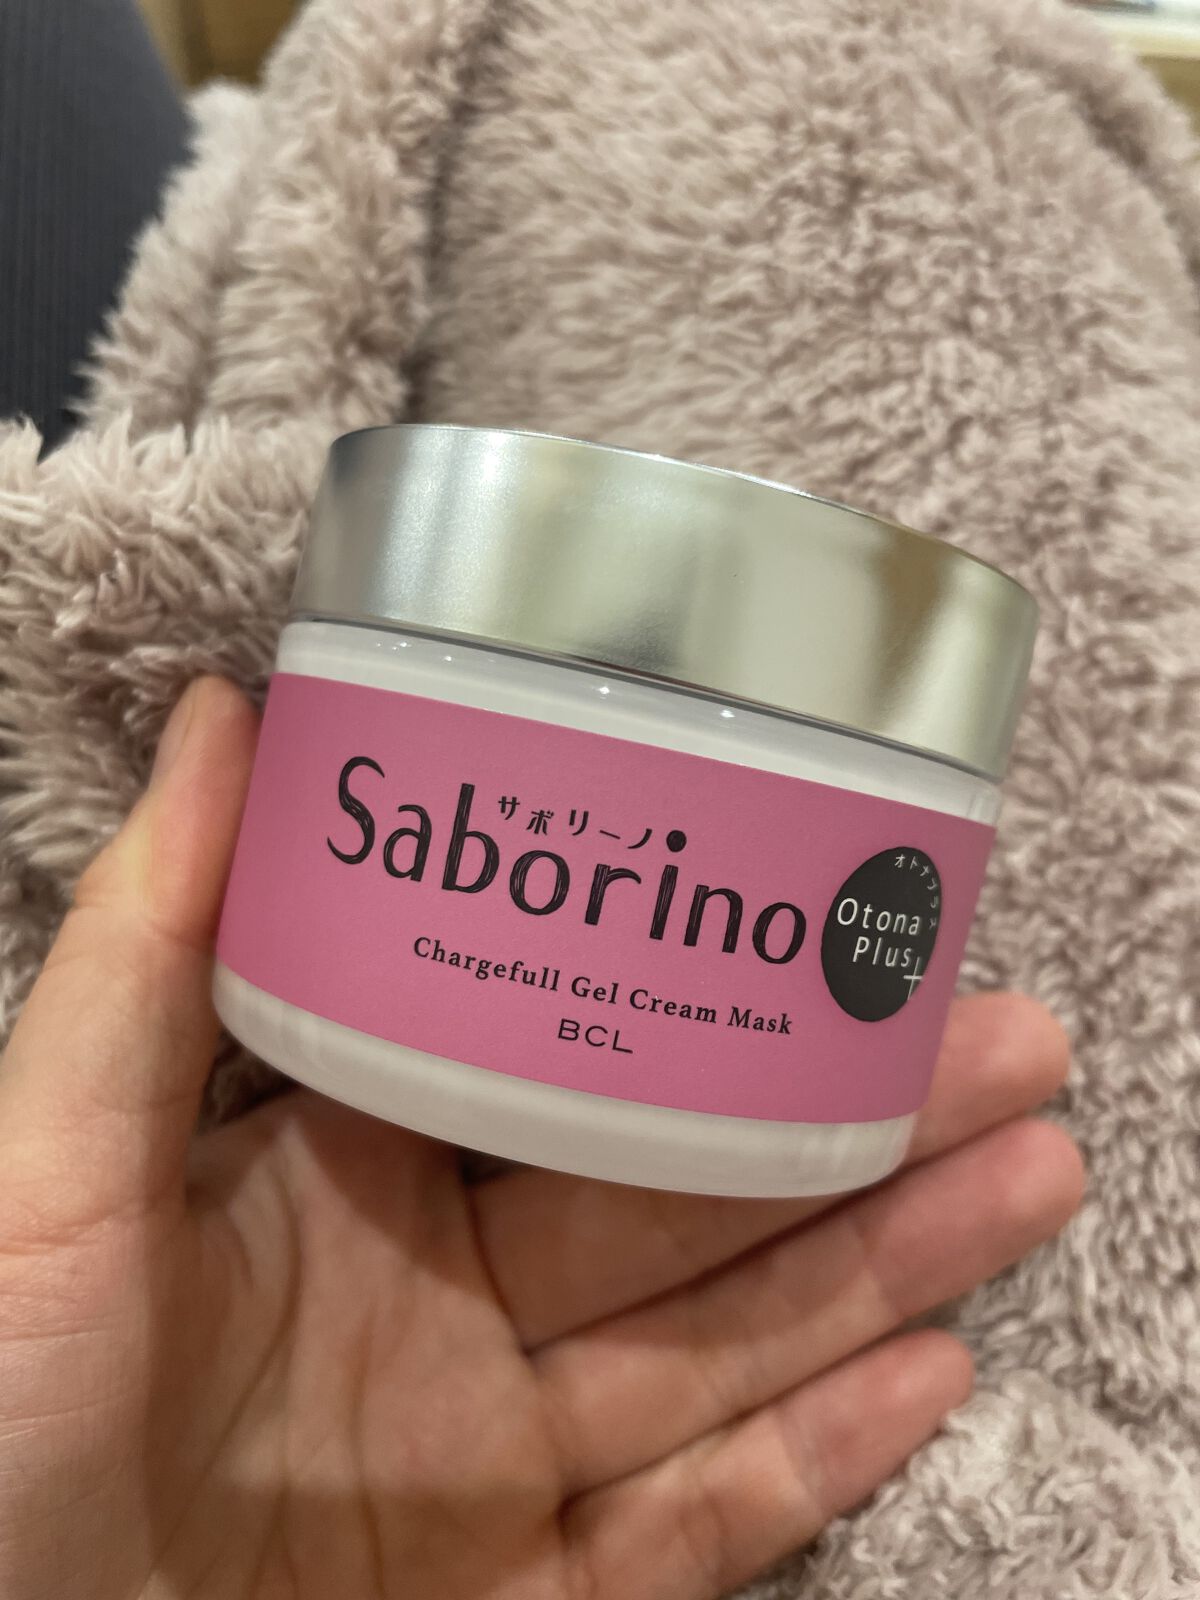 サボリーノ
Saborino
オトナプラス
Otona
Plus+
Chargefull Gel Cream Mask
BCL